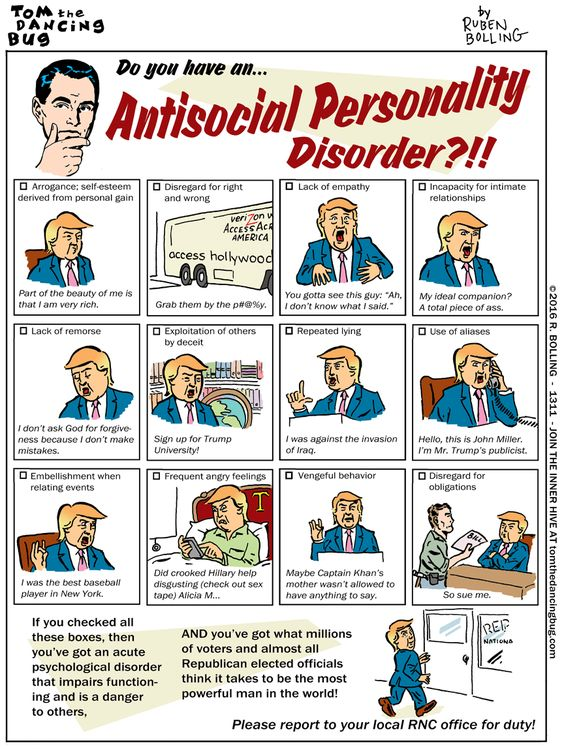 TOM the
DANCING
BUG
by
RUBEN
BOLLING
Do you have an...
Antisocial Personality
Disorder?!!
Arrogance; self-esteem
derived from personal gain
Part of the beauty of me is
that I am very rich.
Disregard for right
and wrong
verizon w
ACCESS ACR
AMERICA
access hollywood
Grab them by the p#@%y.
Lack of empathy
You gotta see this guy: "Ah,
I don't know what I said."
Incapacity for intimate
relationships
My ideal companion?
A total piece of ass.
Lack of remorse
I don't ask God for forgive-
ness because I don't make
mistakes.
Exploitation of others
by deceit
Sign up for Trump
University!
Repeated lying
I was against the invasion
of Iraq.
Use of aliases
Hello, this is John Miller.
I'm Mr. Trump's publicist.
Embellishment when
relating events
I was the best baseball
player in New York.
Frequent angry feelings
T
Did crooked Hillary help
disgusting (check out sex
tape) Alicia M...
Vengeful behavior
Maybe Captain Khan's
mother wasn't allowed to
have anything to say.
Disregard for
obligations
BILL
So sue me.
If you checked all
these boxes, then
you've got an acute
psychological disorder
that impairs function-
ing and is a danger
to others,
AND you've got what millions
of voters and almost all
Republican elected officials
think it takes to be the most
powerful man in the world!
REP
NATIONA
Please report to your local RNC office for duty!
©2016 R. BOLLING - 1311 - JOIN THE INNER HIVE AT tomthedancingbug.com